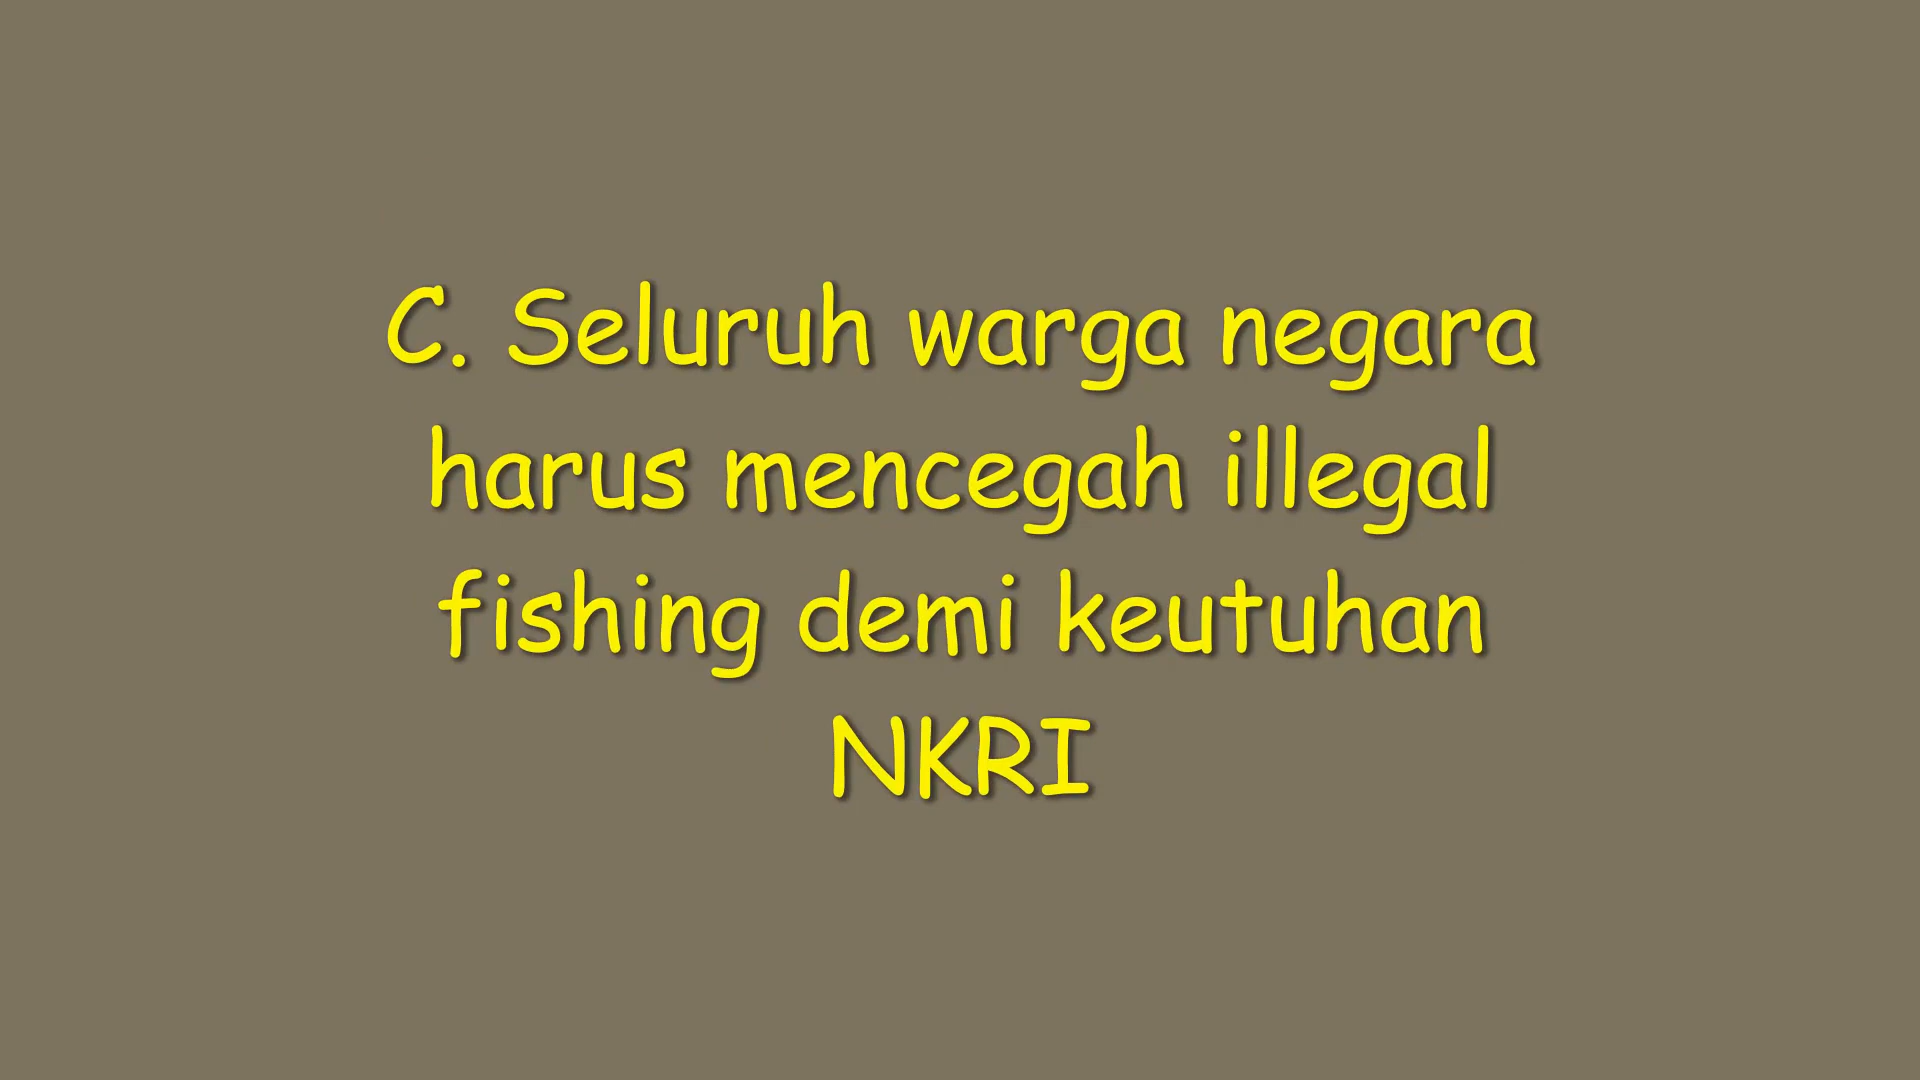 C. Seluruh warga negara
harus mencegah illegal
fishing demi keutuhan
NKRI